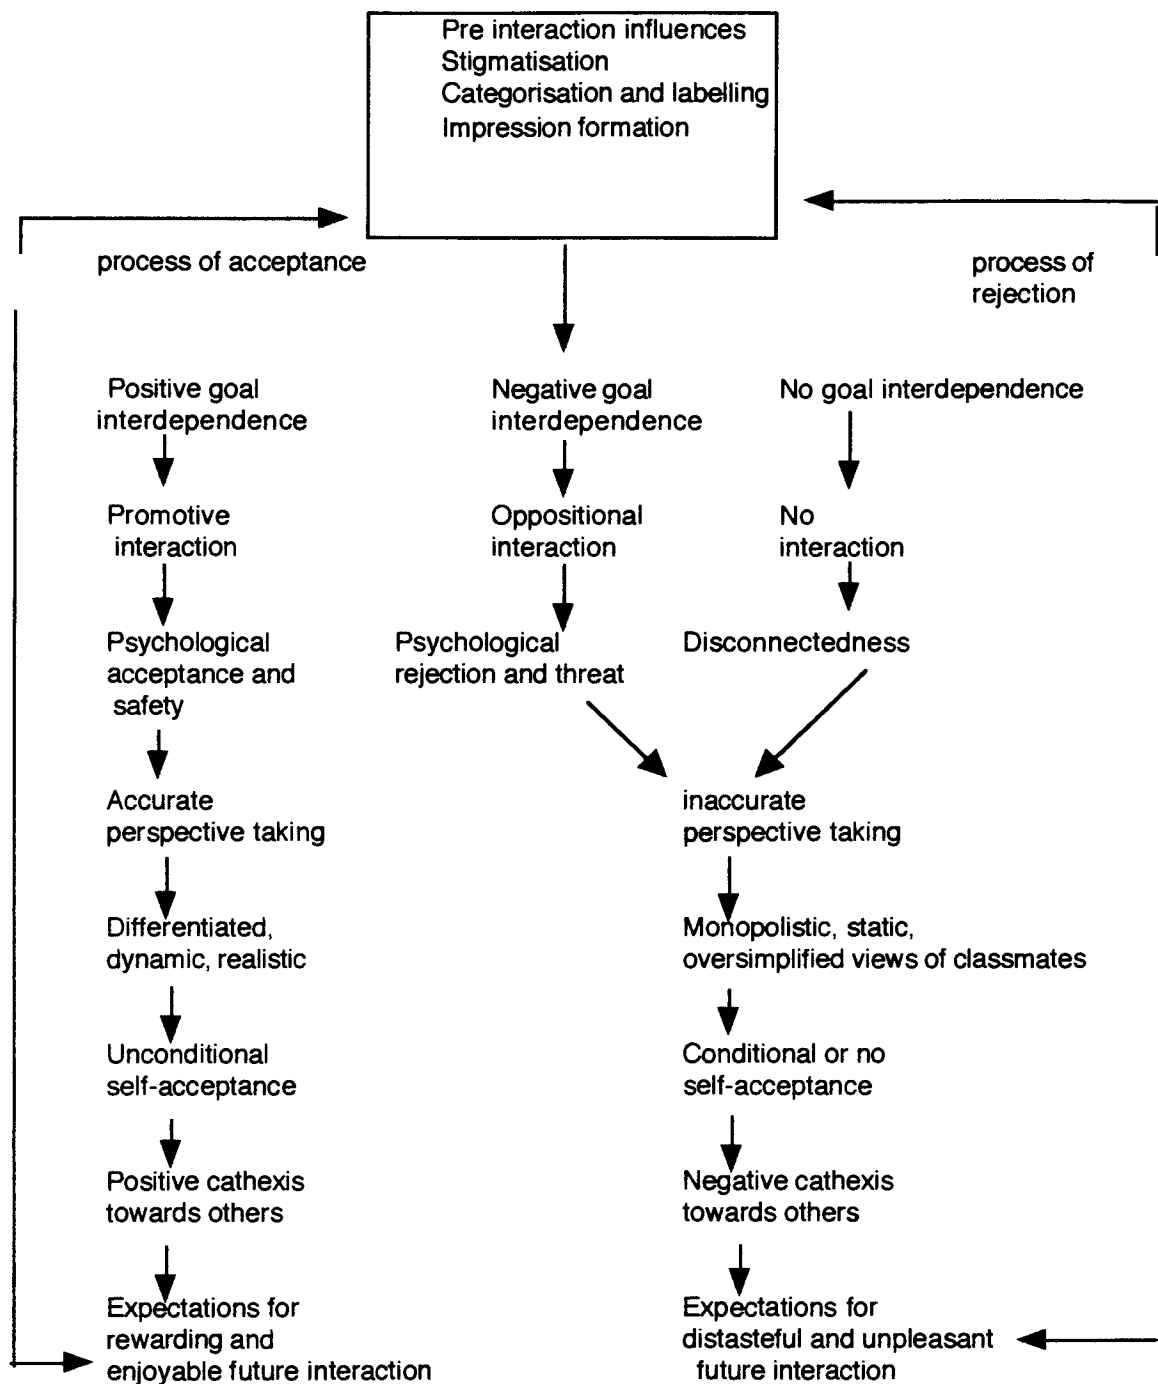 Pre interaction influences
Stigmatisation
Categorisation and labelling
Impression formation
process of acceptance
process of
rejection
Positive goal
interdependence
Negative goal
interdependence
No goal interdependence
Promotive
interaction
Oppositional
interaction
No
interaction
Psychological
acceptance and
safety
Psychological
rejection and threat
Disconnectedness
Accurate
perspective taking
inaccurate
perspective taking
Differentiated,
dynamic, realistic
Monopolistic, static,
oversimplified views of classmates
Unconditional
self-acceptance
Conditional or no
self-acceptance
Positive cathexis
towards others
Negative cathexis
towards others
Expectations for
rewarding and
enjoyable future interaction
Expectations for
distasteful and unpleasant
future interaction